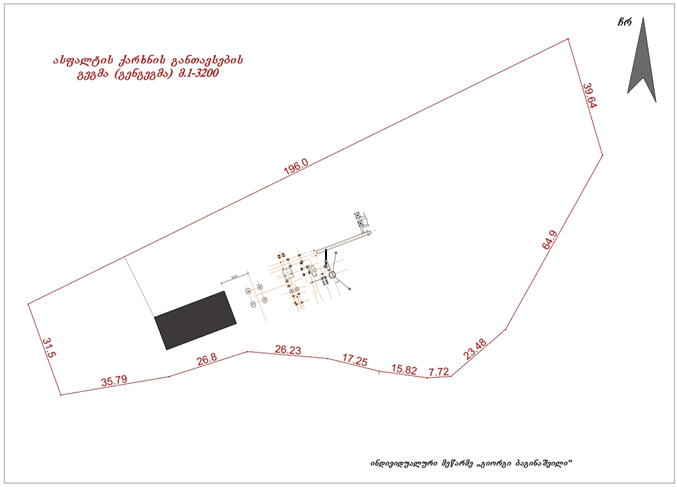 ჩრ
ასფალტის ქარხნის განთავსების
გეგმა (გენგეგმა) მ.1-3200
39.64
196.0
64.9
31.5
23.48
26.23
17.25
26.8
15.82
7.72
35.79
ინდივიდუალური მეწარმე „გიორგი ბაგინაშვილი“